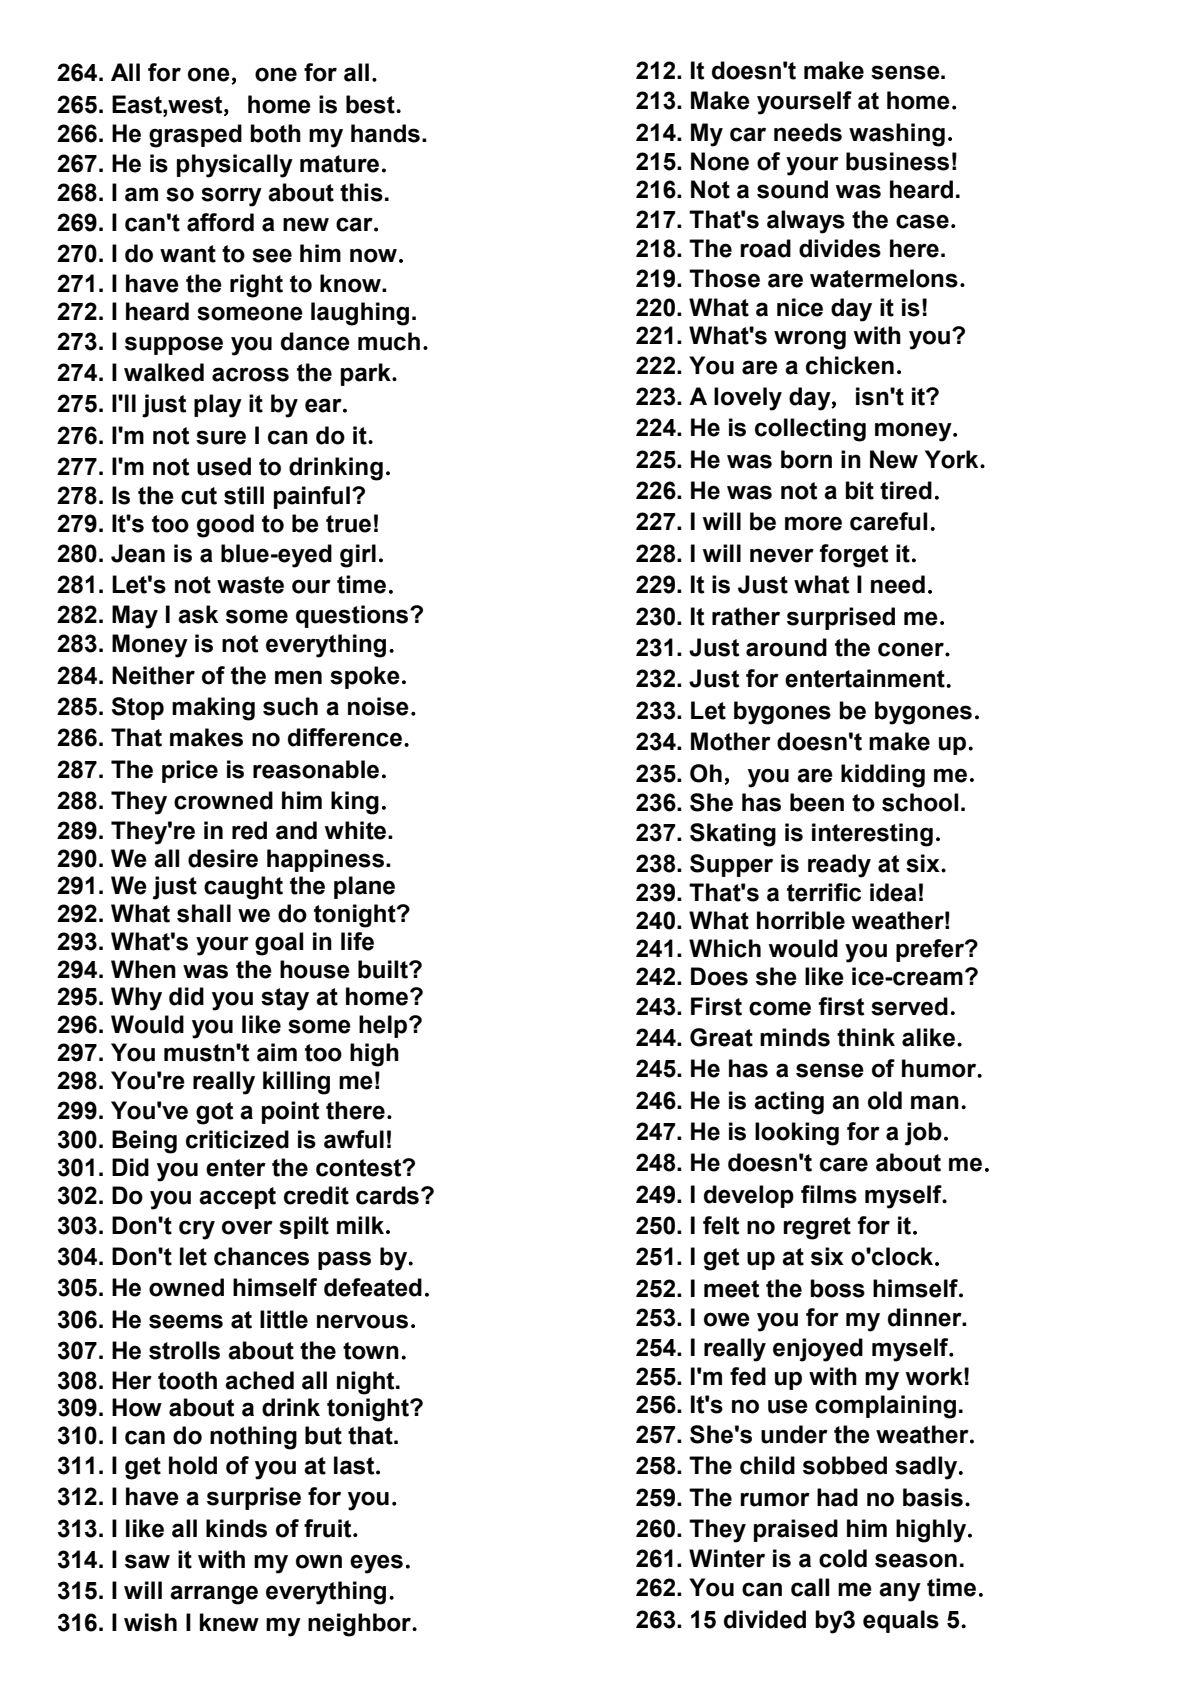 264. All for one，one for all.
265. East,west，home is best.
266. He grasped both my hands.
267. He is physically mature.
268. I am so sorry about this.
269. I can't afford a new car.
270. I do want to see him now.
271. I have the right to know.
272. I heard someone laughing.
273. I suppose you dance much.
274. I walked across the park.
275. I'll just play it by ear.
276. I'm not sure I can do it.
277. I'm not used to drinking.
278. Is the cut still painful?
279. It's too good to be true!
280. Jean is a blue-eyed girl.
281. Let's not waste our time.
282. May I ask some questions?
283. Money is not everything.
284. Neither of the men spoke.
285. Stop making such a noise.
286. That makes no difference.
287. The price is reasonable.
288. They crowned him king.
289. They're in red and white.
290. We all desire happiness.
291. We just caught the plane
292. What shall we do tonight?
293. What's your goal in life
294. When was the house built?
295. Why did you stay at home?
296. Would you like some help?
297. You mustn't aim too high
298. You're really killing me!
299. You've got a point there.
300. Being criticized is awful!
301. Did you enter the contest?
302. Do you accept credit cards?
303. Don't cry over spilt milk.
304. Don't let chances pass by.
305. He owned himself defeated.
306. He seems at little nervous.
307. He strolls about the town.
308. Her tooth ached all night.
309. How about a drink tonight?
310. I can do nothing but that.
311. I get hold of you at last.
312. I have a surprise for you.
313. I like all kinds of fruit.
314. I saw it with my own eyes.
315. I will arrange everything.
316. I wish I knew my neighbor.
212. It doesn't make sense.
213. Make yourself at home.
214. My car needs washing.
215. None of your business!
216. Not a sound was heard.
217. That's always the case.
218. The road divides here.
219. Those are watermelons.
220. What a nice day it is!
221. What's wrong with you?
222. You are a chicken.
223. A lovely day，isn't it?
224. He is collecting money.
225. He was born in New York.
226. He was not a bit tired.
227. I will be more careful.
228. I will never forget it.
229. It is Just what I need.
230. It rather surprised me.
231. Just around the coner.
232. Just for entertainment.
233. Let bygones be bygones.
234. Mother doesn't make up.
235. Oh，you are kidding me.
236. She has been to school.
237. Skating is interesting.
238. Supper is ready at six.
239. That's a terrific idea!
240. What horrible weather!
241. Which would you prefer?
242. Does she like ice-cream?
243. First come first served.
244. Great minds think alike.
245. He has a sense of humor.
246. He is acting an old man.
247. He is looking for a job.
248. He doesn't care about me.
249. I develop films myself.
250. I felt no regret for it.
251. I get up at six o'clock.
252. I meet the boss himself.
253. I owe you for my dinner.
254. I really enjoyed myself.
255. I'm fed up with my work!
256. It's no use complaining.
257. She's under the weather.
258. The child sobbed sadly.
259. The rumor had no basis.
260. They praised him highly.
261. Winter is a cold season.
262. You can call me any time.
263. 15 divided by3 equals 5.